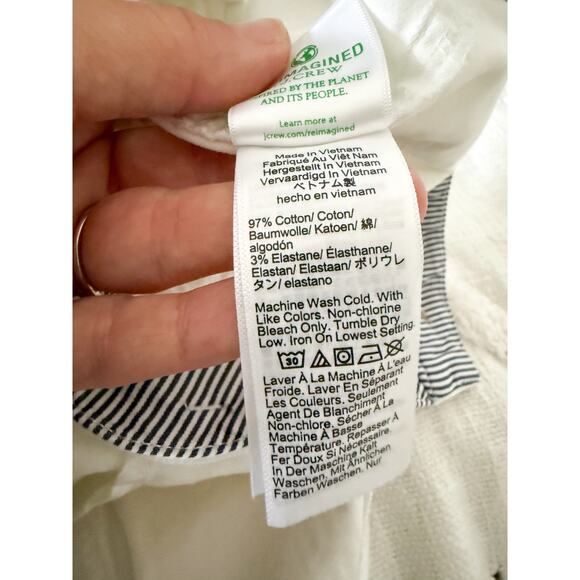 IMAGINED
J.CREW
BY THE PLANET
AND ITS PEOPLE.
Learn more at
jcrew.com/reimagined
Made In Vietnam
Fabriqué Au Việt Nam
Hergestellt In Vietnam
Vervaardigd In Vietnam
ベトナム製
hecho en vietnam
97% Cotton/ Coton/
Baumwolle/ Katoen/ 綿/
algodón
3% Elastane/ Élasthanne/
Elastan/ Elastaan/ ポリウレ
タン/ elastano
Machine Wash Cold. With
Like Colors. Non-chlorine
Bleach Only. Tumble Dry
Low. Iron On Lowest Setting.
30
Laver À La Machine À L'eau
Froide. Laver En Séparant
Les Couleurs. Seulement
Agent De Blanchiment
Non-chlore. Sécher À La
Machine À Basse
Température. Repasser À
Fer Doux Si Nécessaire.
In Der Maschine Kalt
Waschen, Mit Ähnlichen
Farben Waschen, Nur